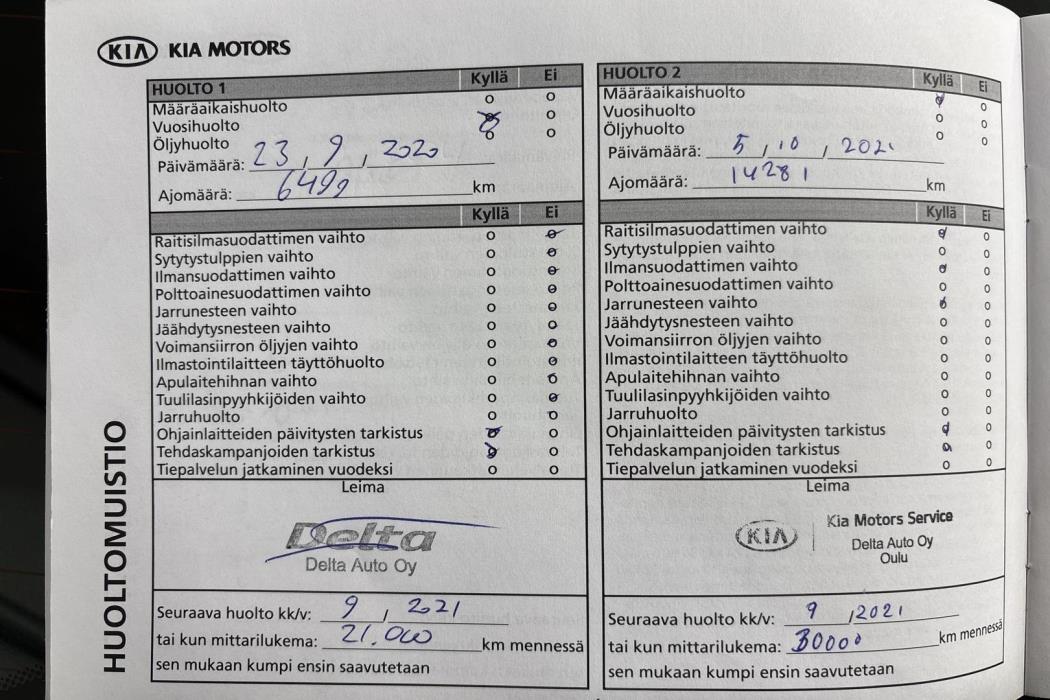 KIA KIA MOTORS
HUOLTOMUISTIO
HUOLTO 1 Kyllä Ei
Määräaikaishuolto
Vuosihuolto
Öljyhuolto
Päivämäärä: 23 / 9 / 2020
Ajomäärä: 6499 km
Kyllä Ei
Raitisilmasuodattimen vaihto
Sytytystulppien vaihto
Ilmansuodattimen vaihto
Polttoainesuodattimen vaihto
Jarrunesteen vaihto
Jäähdytysnesteen vaihto
Voimansiirron öljyjen vaihto
Ilmastointilaitteen täyttöhuolto
Apulaitehihnan vaihto
Tuulilasinpyyhkijöiden vaihto
Jarruhuolto
Ohjainlaitteiden päivitysten tarkistus
Tehdaskampanjoiden tarkistus
Tiepalvelun jatkaminen vuodeksi
Leima
Delta
Delta Auto Oy
Seuraava huolto kk/v: 9 / 2021
tai kun mittarilukema: 21.000 km mennessä
sen mukaan kumpi ensin saavutetaan
HUOLTO 2 Kyllä Ei
Määräaikaishuolto
Vuosihuolto
Öljyhuolto
Päivämäärä: 5 / 10 / 2021
Ajomäärä: 14281 km
Kyllä Ei
Raitisilmasuodattimen vaihto
Sytytystulppien vaihto
Ilmansuodattimen vaihto
Polttoainesuodattimen vaihto
Jarrunesteen vaihto
Jäähdytysnesteen vaihto
Voimansiirron öljyjen vaihto
Ilmastointilaitteen täyttöhuolto
Apulaitehihnan vaihto
Tuulilasinpyyhkijöiden vaihto
Jarruhuolto
Ohjainlaitteiden päivitysten tarkistus
Tehdaskampanjoiden tarkistus
Tiepalvelun jatkaminen vuodeksi
Leima
KIA Kia Motors Service
Delta Auto Oy
Oulu
Seuraava huolto kk/v: 9 / 2021
tai kun mittarilukema: 30000 km mennessä
sen mukaan kumpi ensin saavutetaan